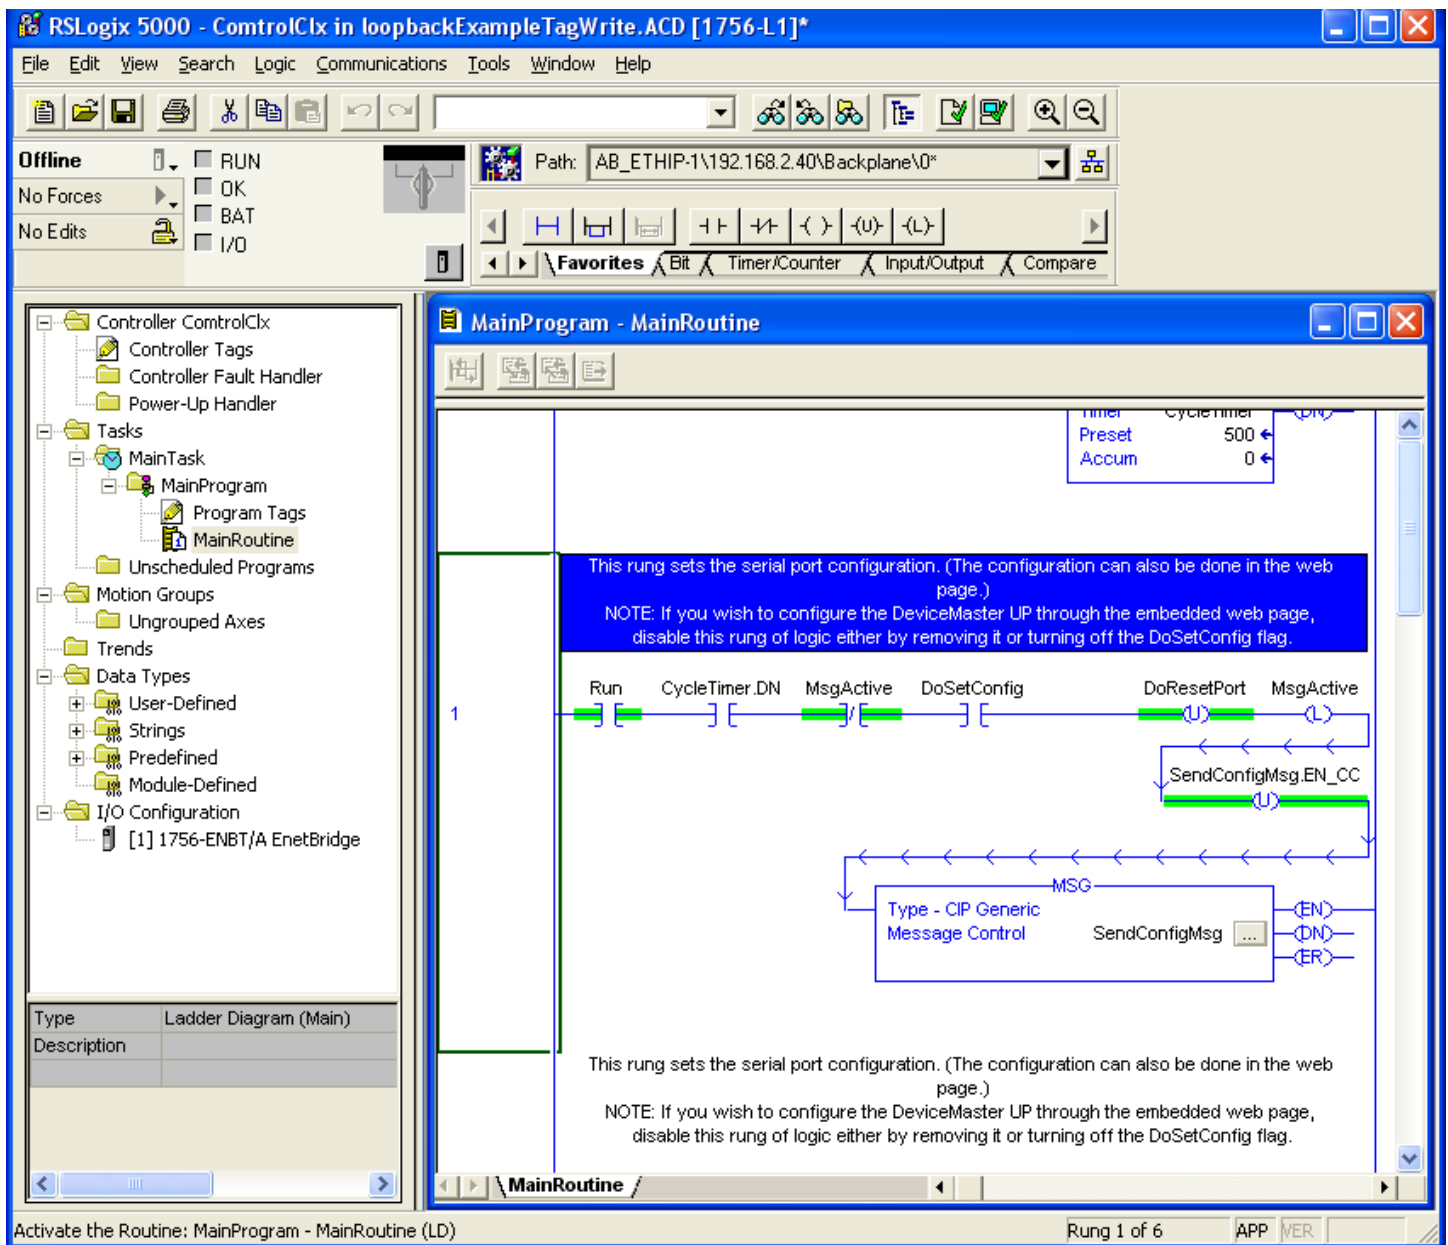 RSLogix 5000 - ComtrolClx in loopbackExampleTagWrite.ACD [1756-L1]*
File Edit View Search Logic Communications Tools Window Help
Offline
RUN
No Forces
OK
BAT
No Edits
I/O
Path: AB_ETHIP-1\192.168.2.40\Backplane\0*
(U) (L)
Favorites Bit Timer/Counter Input/Output Compare
Controller ComtrolClx
Controller Tags
Controller Fault Handler
Power-Up Handler
Tasks
MainTask
MainProgram
Program Tags
MainRoutine
Unscheduled Programs
Motion Groups
Ungrouped Axes
Trends
Data Types
User-Defined
Strings
Predefined
Module-Defined
I/O Configuration
[1] 1756-ENBT/A EnetBridge
Type Ladder Diagram (Main)
Description
MainProgram - MainRoutine
Timer CycleTimer (DN)
Preset 500
Accum 0
This rung sets the serial port configuration. (The configuration can also be done in the web
page.)
NOTE: If you wish to configure the DeviceMaster UP through the embedded web page,
disable this rung of logic either by removing it or turning off the DoSetConfig flag.
Run CycleTimer.DN MsgActive DoSetConfig DoResetPort MsgActive
1 (U) (L)
SendConfigMsg.EN_CC
(U)
MSG
Type - CIP Generic (EN)
Message Control SendConfigMsg ... (DN)
(ER)
This rung sets the serial port configuration. (The configuration can also be done in the web
page.)
NOTE: If you wish to configure the DeviceMaster UP through the embedded web page,
disable this rung of logic either by removing it or turning off the DoSetConfig flag.
MainRoutine
Activate the Routine: MainProgram - MainRoutine (LD)
Rung 1 of 6 APP VER